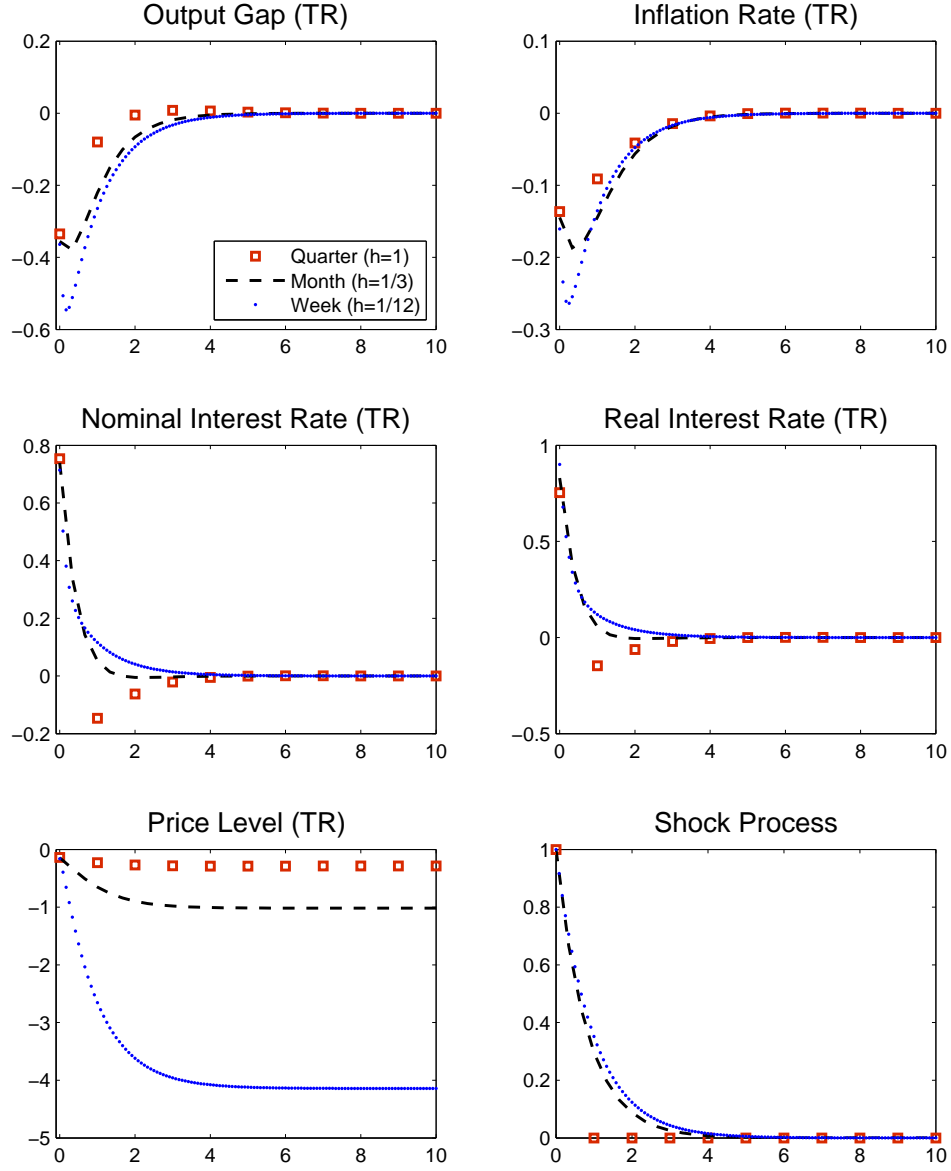 Output Gap (TR)
0.2
0
−0.2
−0.4
−0.6
0 2 4 6 8 10
Quarter (h=1)
Month (h=1/3)
Week (h=1/12)
Inflation Rate (TR)
0.1
0
−0.1
−0.2
−0.3
0 2 4 6 8 10
Nominal Interest Rate (TR)
0.8
0.6
0.4
0.2
0
−0.2
0 2 4 6 8 10
Real Interest Rate (TR)
1
0.5
0
−0.5
0 2 4 6 8 10
Price Level (TR)
0
−1
−2
−3
−4
−5
0 2 4 6 8 10
Shock Process
1
0.8
0.6
0.4
0.2
0
0 2 4 6 8 10